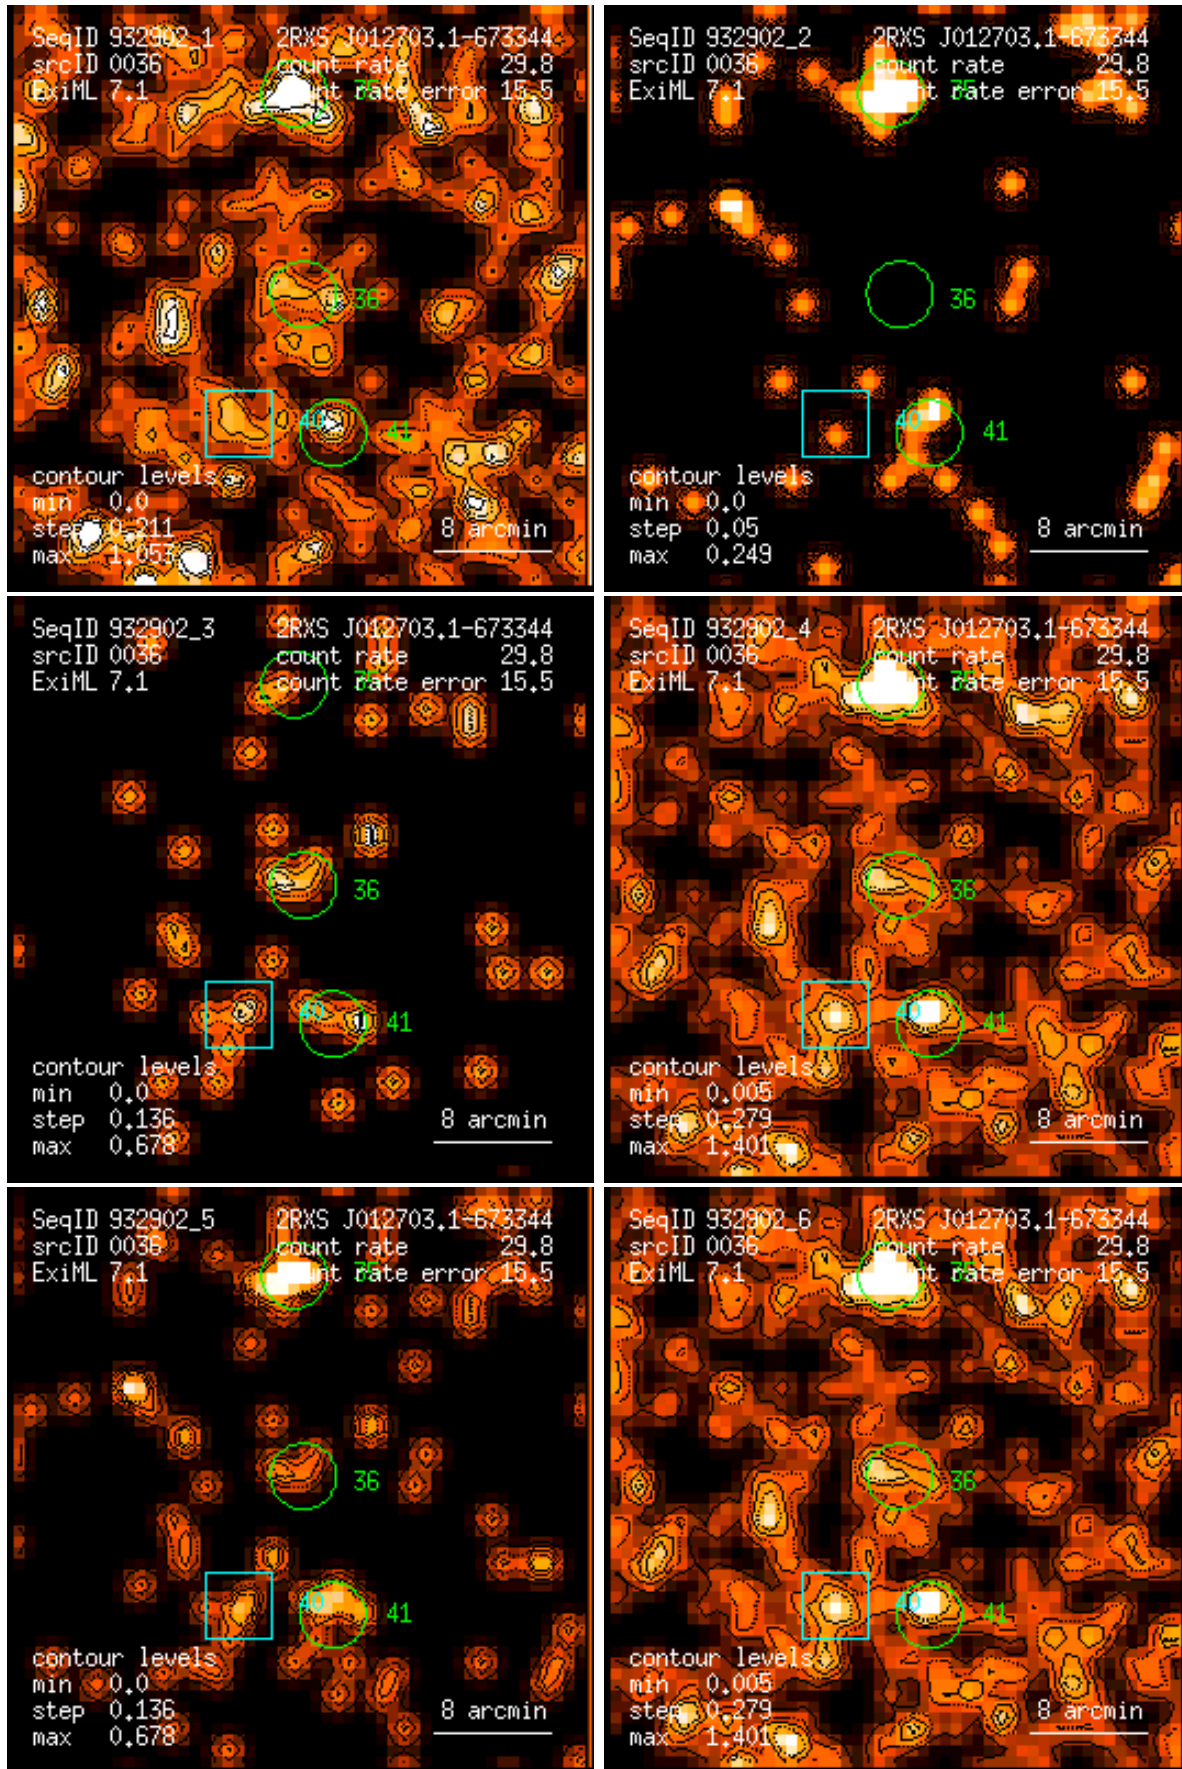 SeqID 932902_1 2RXS J012703.1-673344
srcID 0036 count rate 29.8
ExiML 7.1 count rate error 15.5
35
36
40
41
contour levels
min 0.0
step 0.211
max 1.053
8 arcmin
SeqID 932902_2 2RXS J012703.1-673344
srcID 0036 count rate 29.8
ExiML 7.1 count rate error 15.5
35
36
40
41
contour levels
min 0.0
step 0.05
max 0.249
8 arcmin
SeqID 932902_3 2RXS J012703.1-673344
srcID 0036 count rate 29.8
ExiML 7.1 count rate error 15.5
35
36
40
41
contour levels
min 0.0
step 0.136
max 0.678
8 arcmin
SeqID 932902_4 2RXS J012703.1-673344
srcID 0036 count rate 29.8
ExiML 7.1 count rate error 15.5
35
36
40
41
contour levels
min 0.005
step 0.279
max 1.401
8 arcmin
SeqID 932902_5 2RXS J012703.1-673344
srcID 0036 count rate 29.8
ExiML 7.1 count rate error 15.5
35
36
40
41
contour levels
min 0.0
step 0.136
max 0.678
8 arcmin
SeqID 932902_6 2RXS J012703.1-673344
srcID 0036 count rate 29.8
ExiML 7.1 count rate error 15.5
35
36
40
41
contour levels
min 0.005
step 0.279
max 1.401
8 arcmin